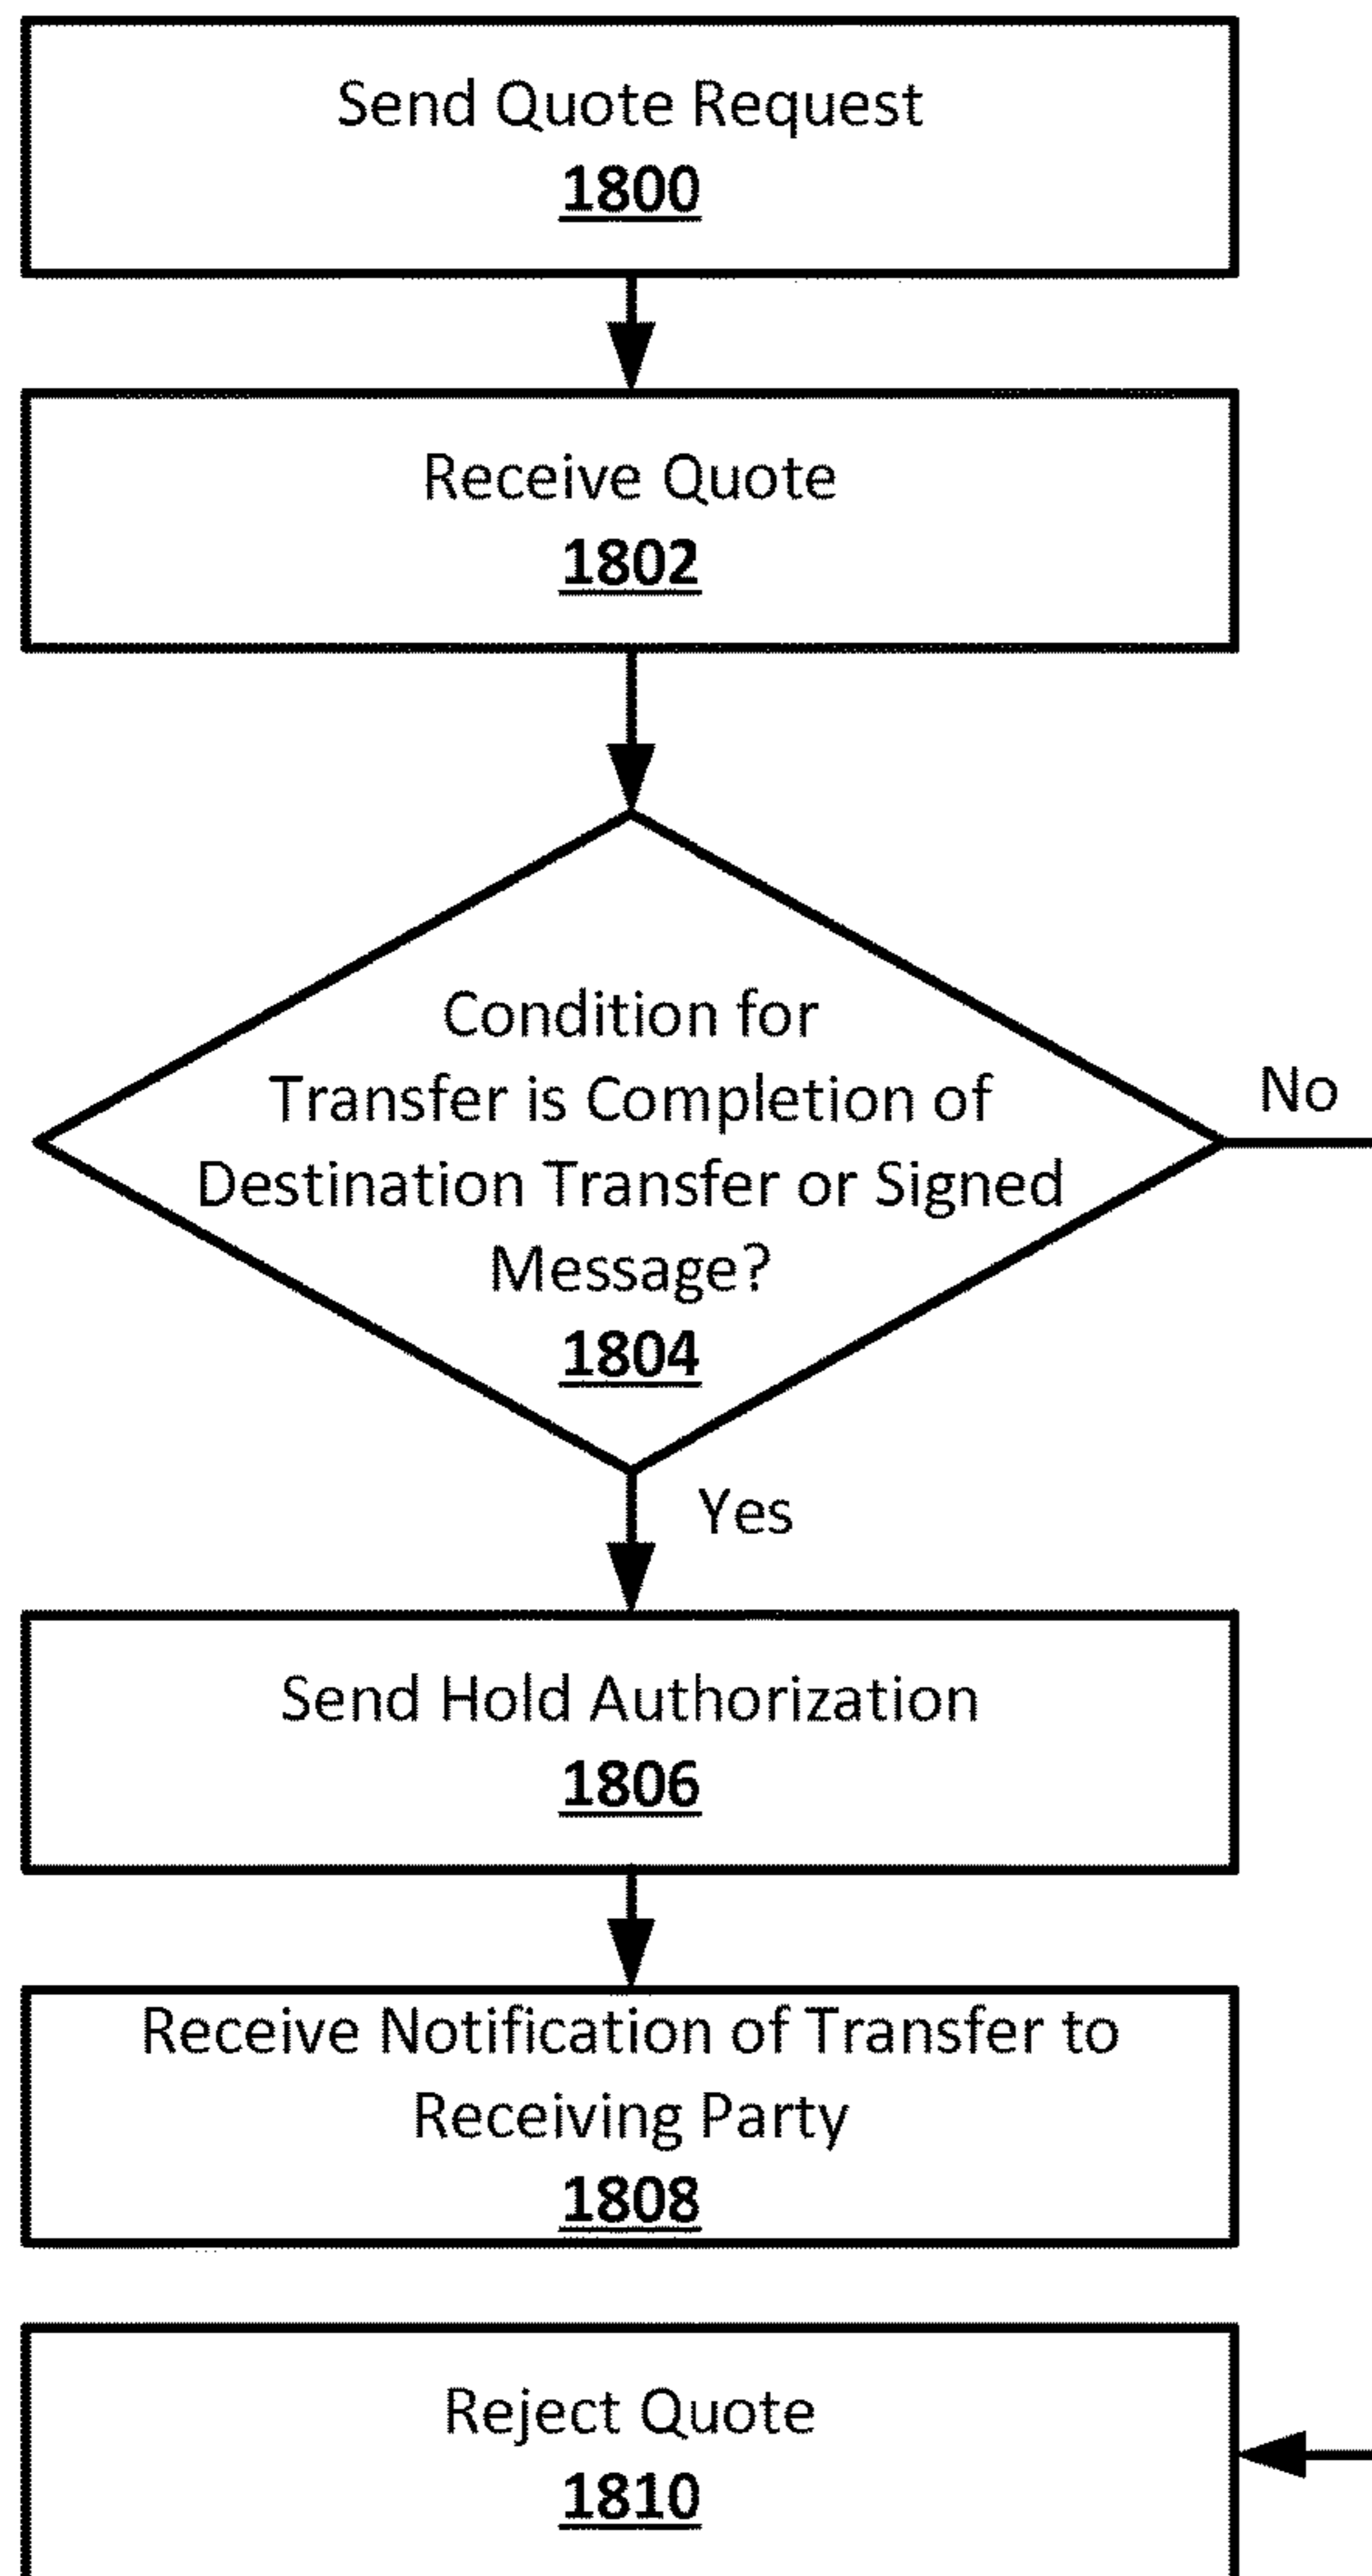 Send Quote Request
1800
Receive Quote
1802
Condition for
Transfer is Completion of
Destination Transfer or Signed
Message?
1804
No
Yes
Send Hold Authorization
1806
Receive Notification of Transfer to
Receiving Party
1808
Reject Quote
1810